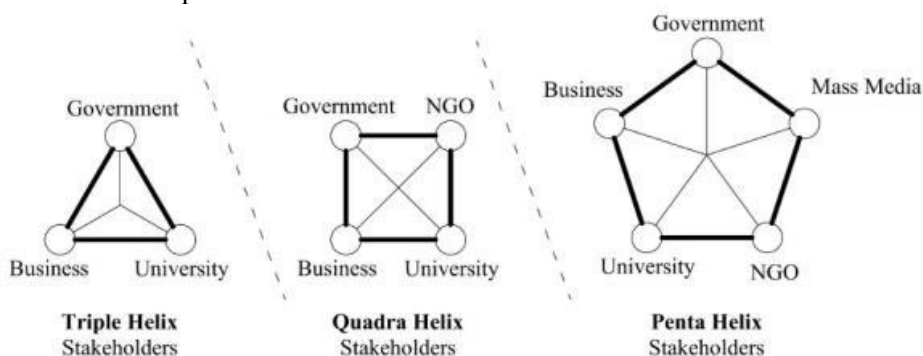 Government
Business University
Triple Helix
Stakeholders
Government NGO
Business University
Quadra Helix
Stakeholders
Government
Business Mass Media
University NGO
Penta Helix
Stakeholders